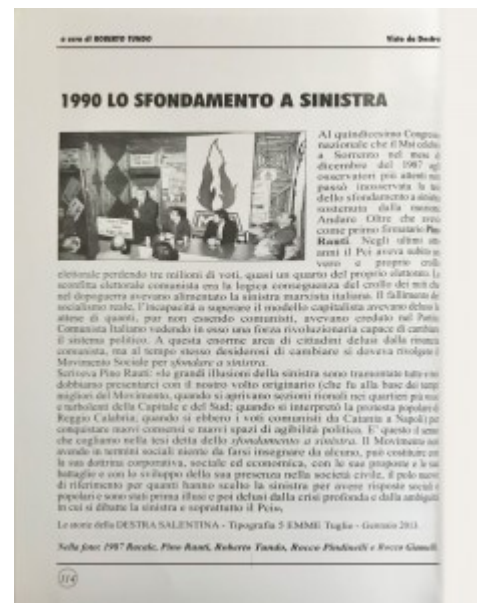 a cura di ROBERTO TUNDO
Visto da Destra
1990 LO SFONDAMENTO A SINISTRA
Al quindicesimo Congresso
nazionale che il Msi celebrò
a Sorrento nel mese di
dicembre del 1987 agli
osservatori più attenti non
passò inosservata la tesi
dello sfondamento a sinistra
sostenuta dalla mozione
Andare Oltre che aveva
come primo firmatario Pino
Rauti. Negli ultimi
anni il Pci aveva subito un
vero e proprio crollo
elettorale perdendo tre milioni di voti, quasi un quarto del proprio elettorato. La
sconfitta elettorale comunista era la logica conseguenza del crollo dei miti che
nel dopoguerra avevano alimentato la sinistra marxista italiana. Il fallimento del
socialismo reale, l'incapacità a superare il modello capitalista avevano deluso le
attese di quanti, pur non essendo comunisti, avevano creduto nel Partito
Comunista Italiano vedendo in esso una forza rivoluzionaria capace di cambiare
il sistema politico. A questa enorme area di cittadini delusi dalla
comunista, ma al tempo stesso desiderosi di cambiare si doveva rivolgere il
Movimento Sociale per sfondare a sinistra.
Scriveva Pino Rauti: «le grandi illusioni della sinistra sono tramontate
dobbiamo presentarci con il nostro volto originario (che fu alla base dei tempi
migliori del Movimento, quando si aprivano sezioni rionali nei quartieri più
e turbolenti della Capitale e del Sud; quando si interpretò la protesta popolare di
Reggio Calabria; quando si ebbero i voti comunisti da Catania a Napoli) per
conquistare nuovi consensi e nuovi spazi di agibilità politica. E' questo il senso
che cogliamo nella tesi detta dello sfondamento a sinistra. Il Movimento non
avendo in termini sociali niente da farsi insegnare da alcuno, può costituire con
la sua dottrina corporativa, sociale ed economica, con le sue proposte e le sue
battaglie e con lo sviluppo della sua presenza nella società civile, il polo nuovo
di riferimento per quanti hanno scelto la sinistra per avere risposte sociali e
popolari e sono stati prima illusi e poi delusi dalla crisi profonda e dalla ambiguità
in cui si dibatte la sinistra e soprattutto il Pci»,
Le storie della DESTRA SALENTINA - Tipografia 5 EMME Tuglie - Gennaio 2013.
Nella foto: 1987 Racale, Pino Rauti, Roberto Tundo, Rocco Pindinelli e Rocco
314